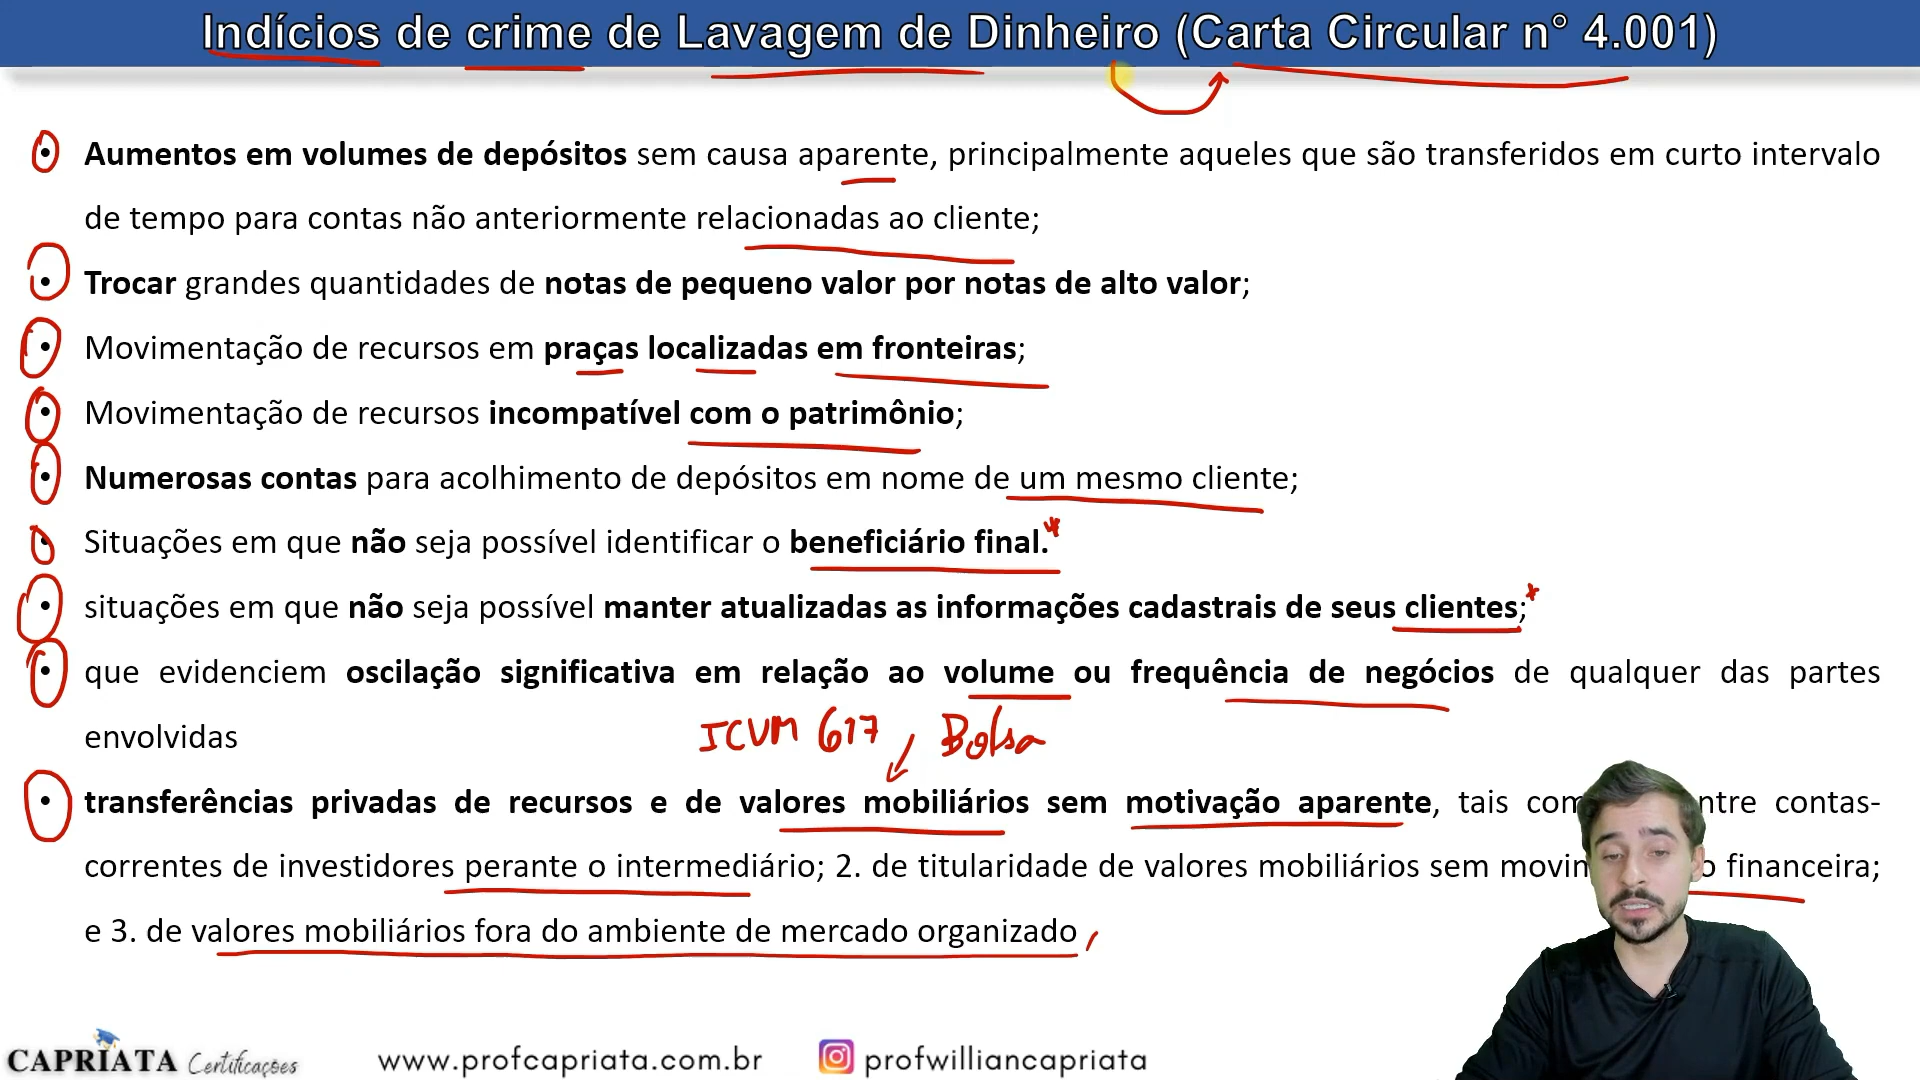 Indícios de crime de Lavagem de Dinheiro (Carta Circular n° 4.001)
• Aumentos em volumes de depósitos sem causa aparente, principalmente aqueles que são transferidos em curto intervalo
de tempo para contas não anteriormente relacionadas ao cliente;
• Trocar grandes quantidades de notas de pequeno valor por notas de alto valor;
• Movimentação de recursos em praças localizadas em fronteiras;
• Movimentação de recursos incompatível com o patrimônio;
• Numerosas contas para acolhimento de depósitos em nome de um mesmo cliente;
• Situações em que não seja possível identificar o beneficiário final.*
• situações em que não seja possível manter atualizadas as informações cadastrais de seus clientes;*
• que evidenciem oscilação significativa em relação ao volume ou frequência de negócios de qualquer das partes
envolvidas
ICVM 617 Bolsa
• transferências privadas de recursos e de valores mobiliários sem motivação aparente, tais contas-
correntes de investidores perante o intermediário; 2. de titularidade de valores mobiliários sem financeira;
e 3. de valores mobiliários fora do ambiente de mercado organizado
CAPRIATA Certificações www.profcapriata.com.br profwilliancapriata